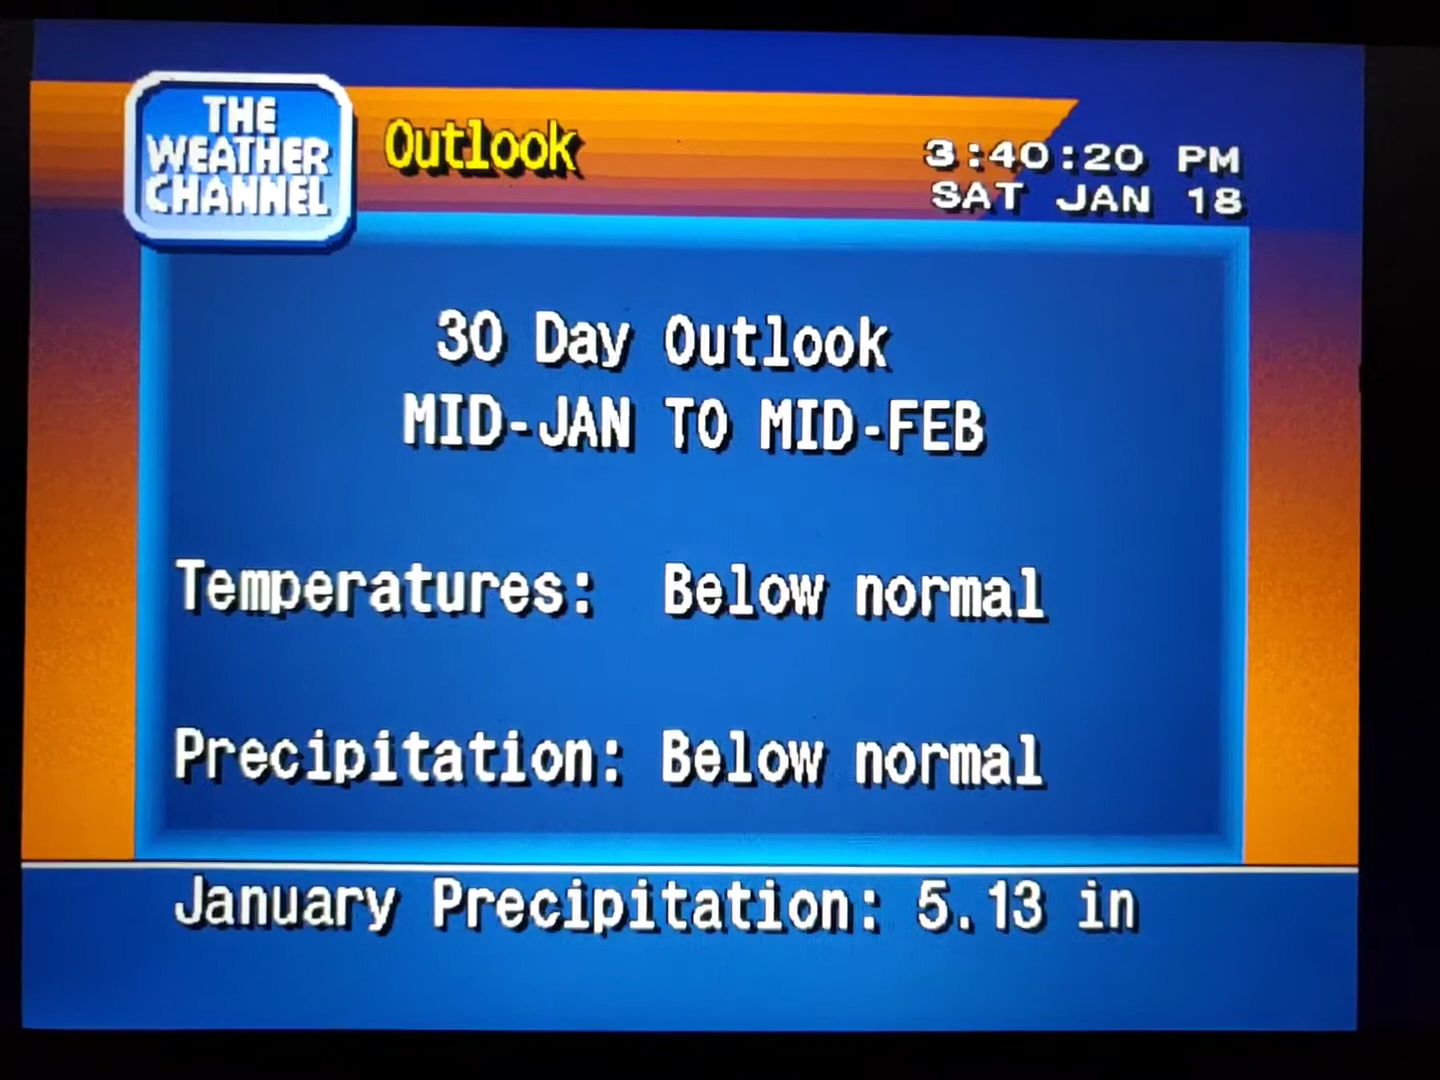 THE
WEATHER
CHANNEL
Outlook
3:40:20 PM
SAT JAN 18
30 Day Outlook
MID-JAN TO MID-FEB
Temperatures: Below normal
Precipitation: Below normal
January Precipitation: 5.13 in